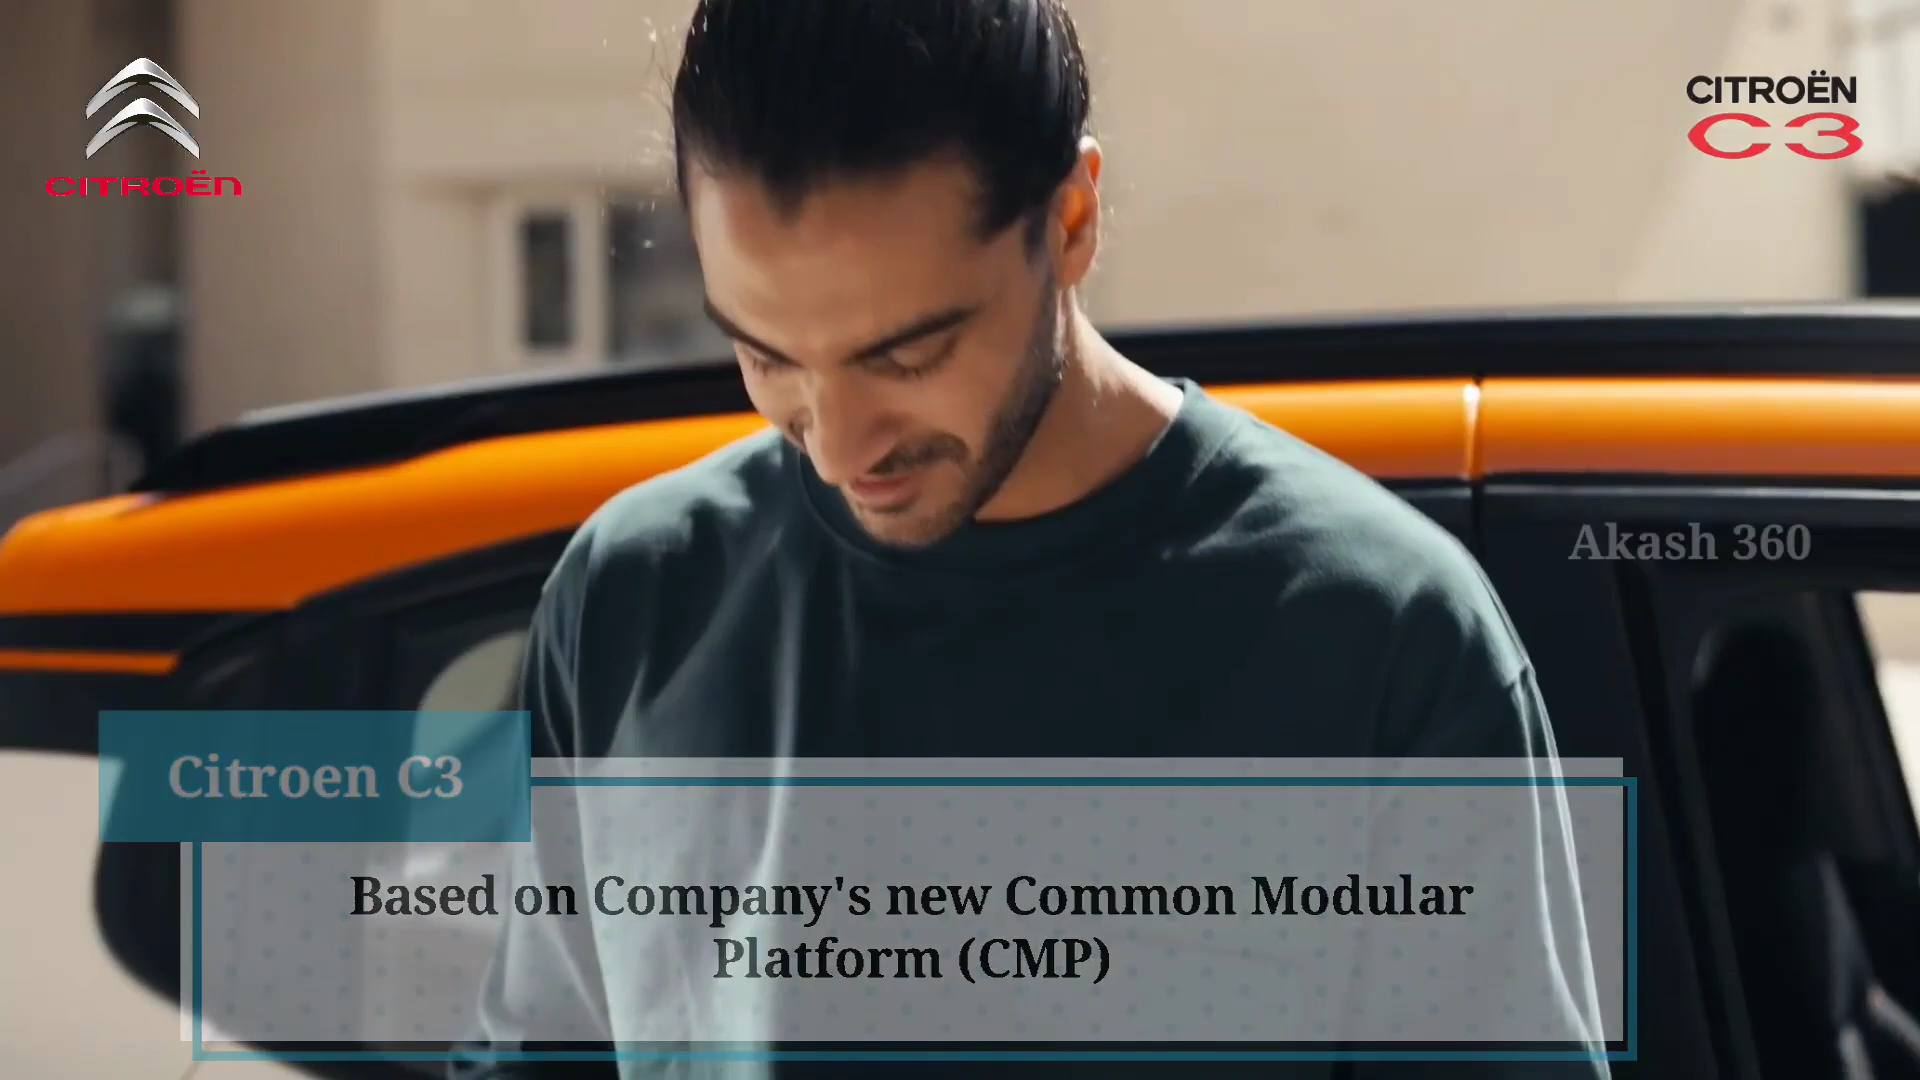 CITROËN
CITROËN
C3
Akash 360
Citroen C3
Based on Company's new Common Modular
Platform (CMP)